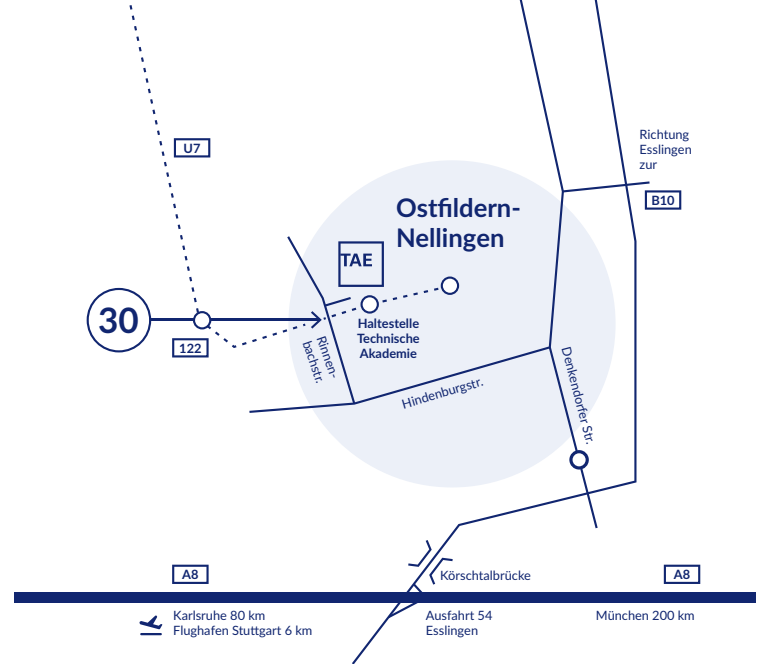 U7
Richtung
Esslingen
zur
B10
Ostfildern-
Nellingen
TAE
30
122
Haltestelle
Technische
Akademie
Rinnen-
bachstr.
Hindenburgstr.
Denkendorfer Str.
A8
Körschtalbrücke
A8
Karlsruhe 80 km
Flughafen Stuttgart 6 km
Ausfahrt 54
Esslingen
München 200 km